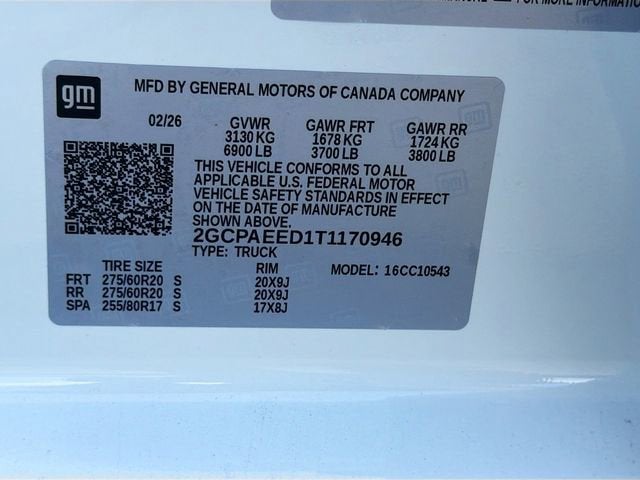 FOR MORE INFORMATION
gm
MFD BY GENERAL MOTORS OF CANADA COMPANY
02/26 GVWR GAWR FRT GAWR RR
3130 KG 1678 KG 1724 KG
6900 LB 3700 LB 3800 LB
THIS VEHICLE CONFORMS TO ALL
APPLICABLE U.S. FEDERAL MOTOR
VEHICLE SAFETY STANDARDS IN EFFECT
ON THE DATE OF MANUFACTURE
SHOWN ABOVE.
2GCPAEED1T1170946
TYPE: TRUCK
TIRE SIZE RIM MODEL: 16CC10543
FRT 275/60R20 S 20X9J
RR 275/60R20 S 20X9J
SPA 255/80R17 S 17X8J